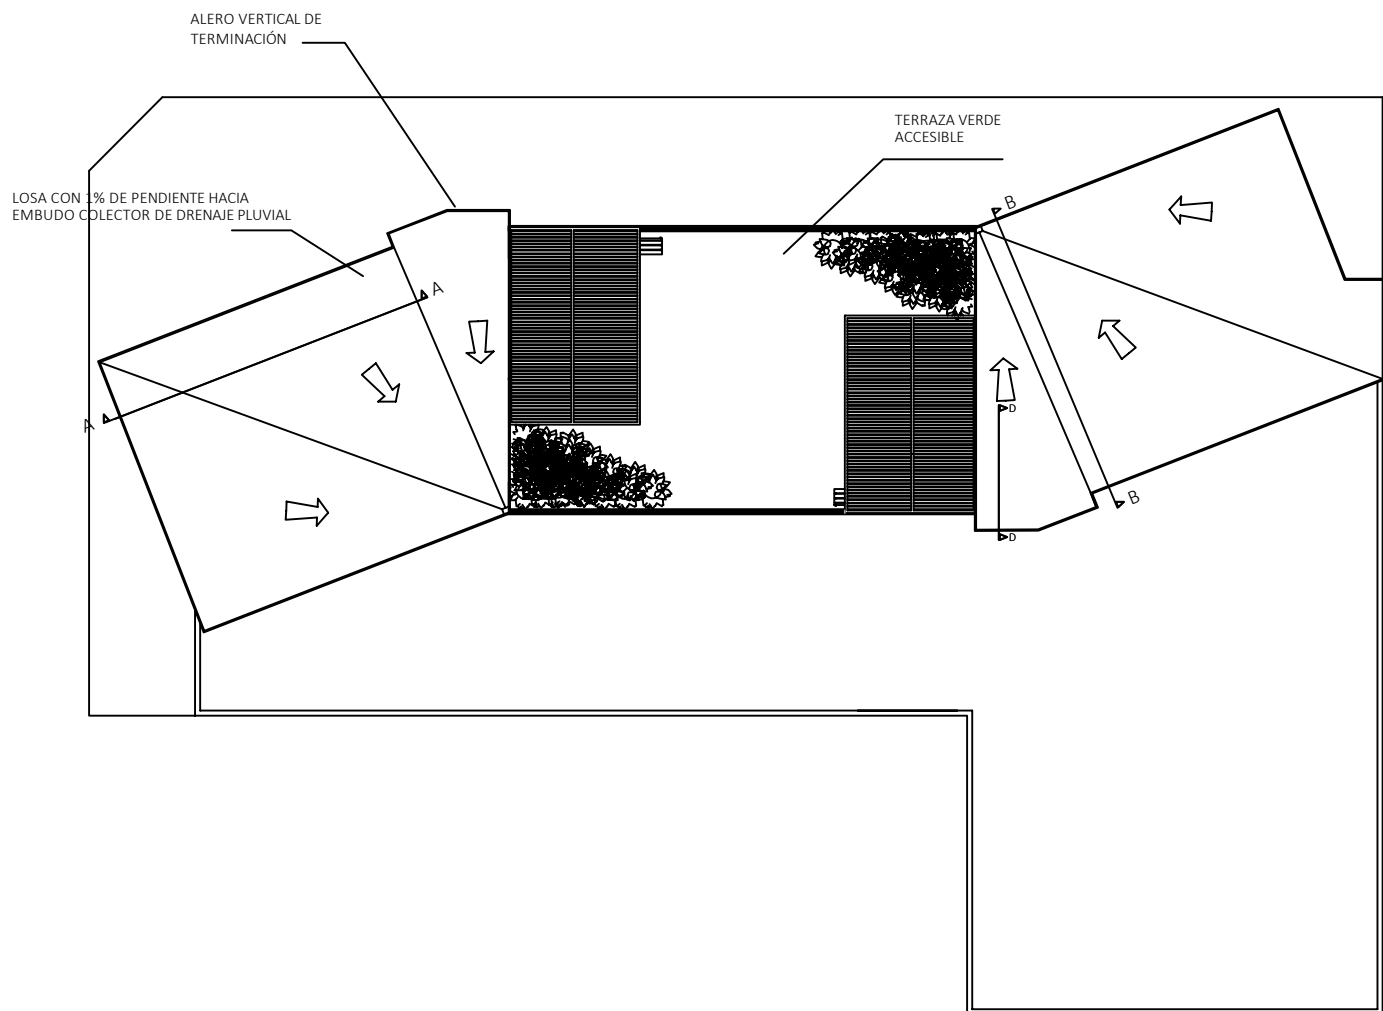 ALERO VERTICAL DE
TERMINACIÓN
TERRAZA VERDE
ACCESIBLE
LOSA CON 1% DE PENDIENTE HACIA
EMBUDO COLECTOR DE DRENAJE PLUVIAL
B
A
A
D
B
D